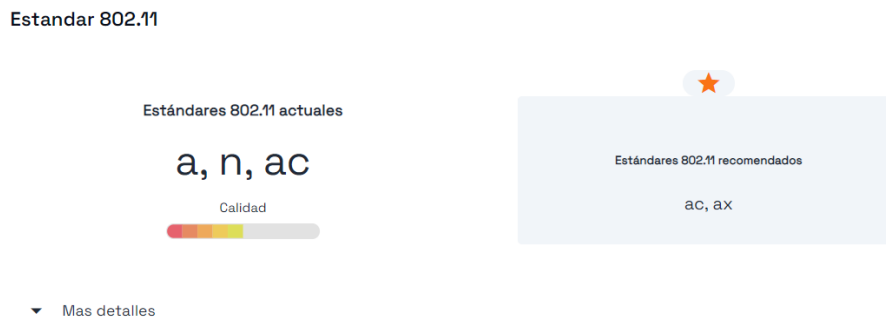 Estandar 802.11
Estándares 802.11 actuales
a, n, ac
Calidad
Estándares 802.11 recomendados
ac, ax
Mas detalles